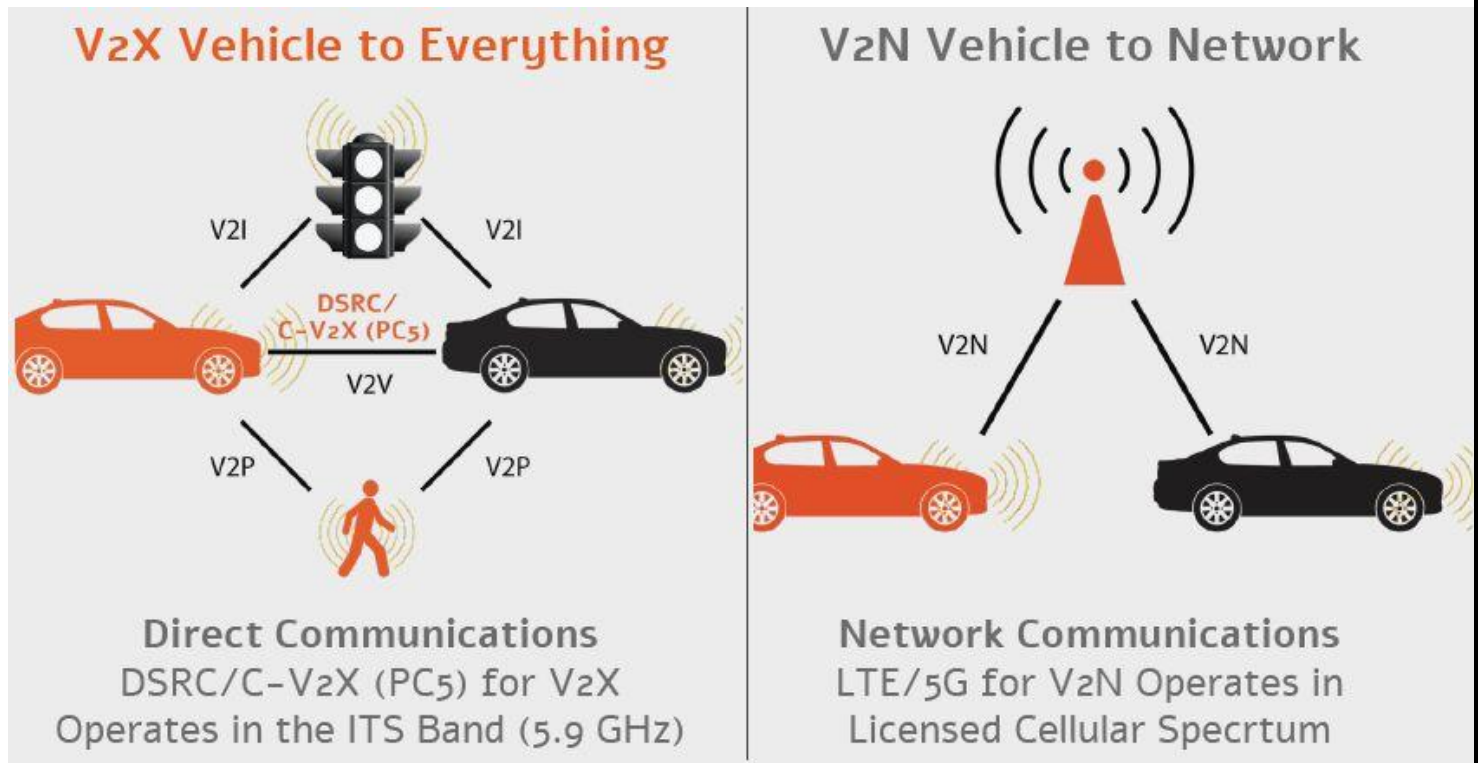 V2X Vehicle to Everything
V2I
V2I
DSRC/
C-V2X (PC5)
V2V
V2P
V2P
Direct Communications
DSRC/C-V2X (PC5) for V2X
Operates in the ITS Band (5.9 GHz)
V2N Vehicle to Network
V2N
V2N
Network Communications
LTE/5G for V2N Operates in
Licensed Cellular Specrtum